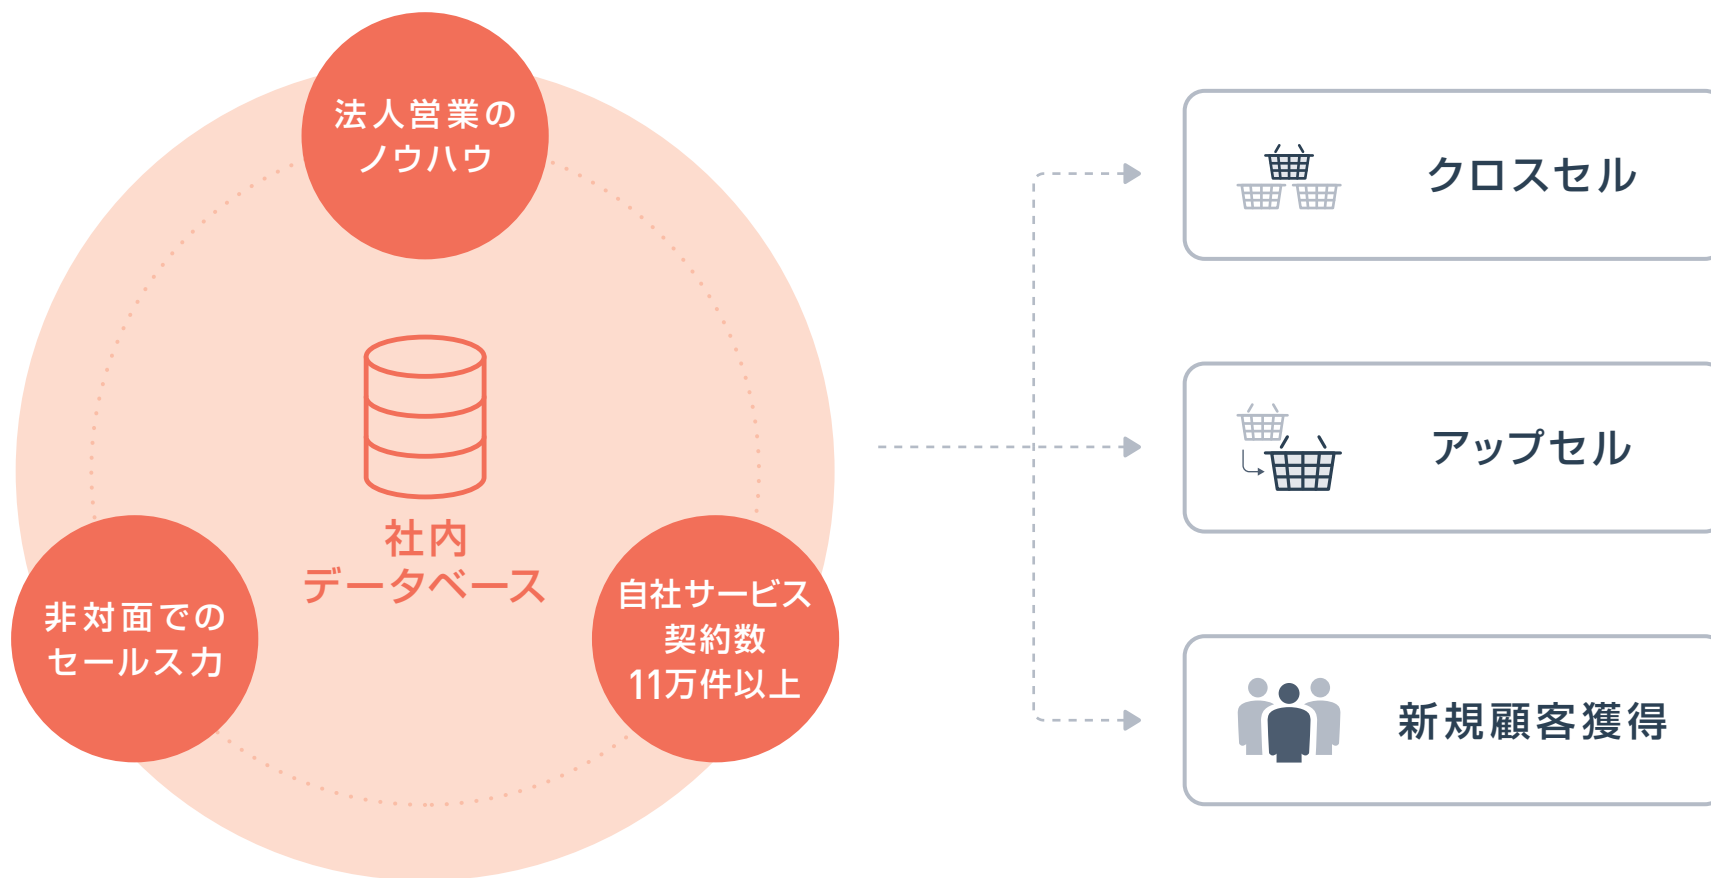 法人営業の
ノウハウ
社内
データベース
非対面での
セールス力
自社サービス
契約数
11万件以上
クロスセル
アップセル
新規顧客獲得